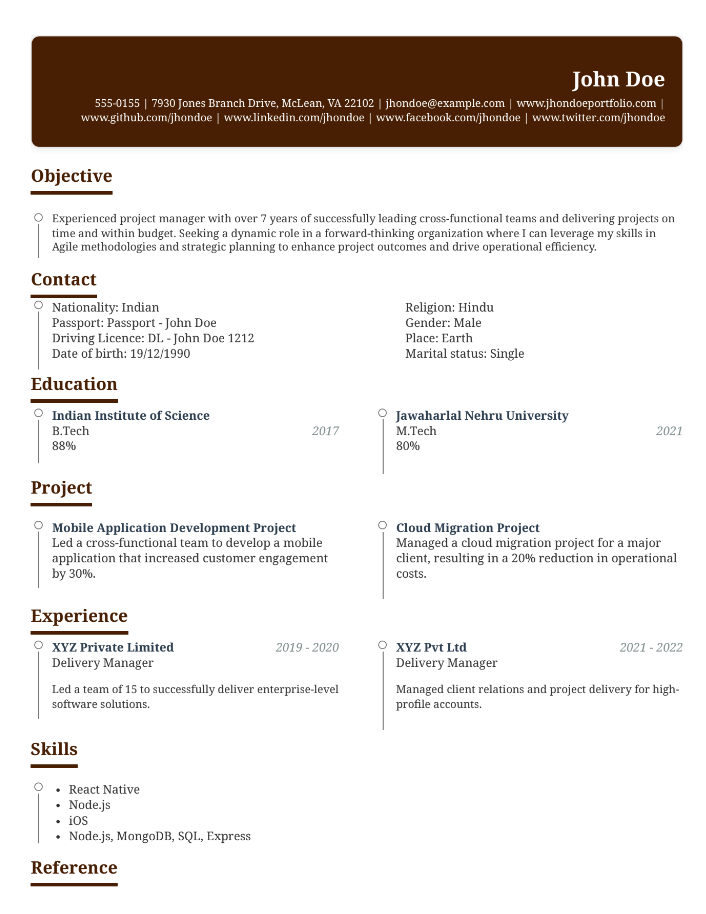 John Doe
555-0155 | 7930 Jones Branch Drive, McLean, VA 22102 | jhondoe@example.com | www.jhondoeportfolio.com |
www.github.com/jhondoe | www.linkedin.com/jhondoe | www.facebook.com/jhondoe | www.twitter.com/jhondoe
Objective
Experienced project manager with over 7 years of successfully leading cross-functional teams and delivering projects on
time and within budget. Seeking a dynamic role in a forward-thinking organization where I can leverage my skills in
Agile methodologies and strategic planning to enhance project outcomes and drive operational efficiency.
Contact
Nationality: Indian
Passport: Passport - John Doe
Driving Licence: DL - John Doe 1212
Date of birth: 19/12/1990
Religion: Hindu
Gender: Male
Place: Earth
Marital status: Single
Education
Indian Institute of Science
B.Tech 2017
88%
Jawaharlal Nehru University
M.Tech 2021
80%
Project
Mobile Application Development Project
Led a cross-functional team to develop a mobile
application that increased customer engagement
by 30%.
Cloud Migration Project
Managed a cloud migration project for a major
client, resulting in a 20% reduction in operational
costs.
Experience
XYZ Private Limited 2019 - 2020
Delivery Manager
Led a team of 15 to successfully deliver enterprise-level
software solutions.
XYZ Pvt Ltd 2021 - 2022
Delivery Manager
Managed client relations and project delivery for high-
profile accounts.
Skills
• React Native
• Node.js
• iOS
• Node.js, MongoDB, SQL, Express
Reference